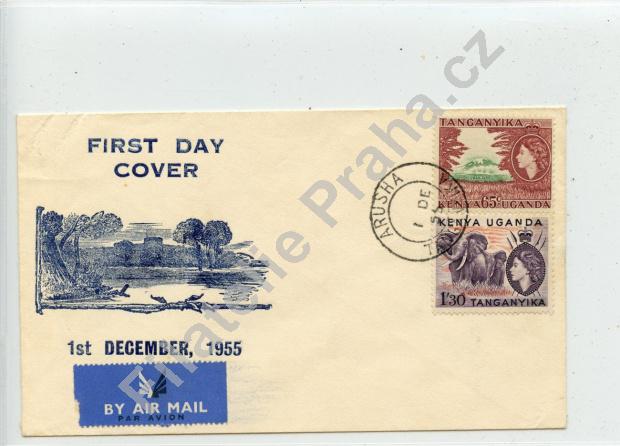 FIRST DAY
COVER
1st DECEMBER, 1955
BY AIR MAIL
PAR AVION
ARUSHA
1 DE
55
TANGANYIKA
KENYA 65c UGANDA
KENYA UGANDA
1/30 TANGANYIKA
Filatelie Praha.cz